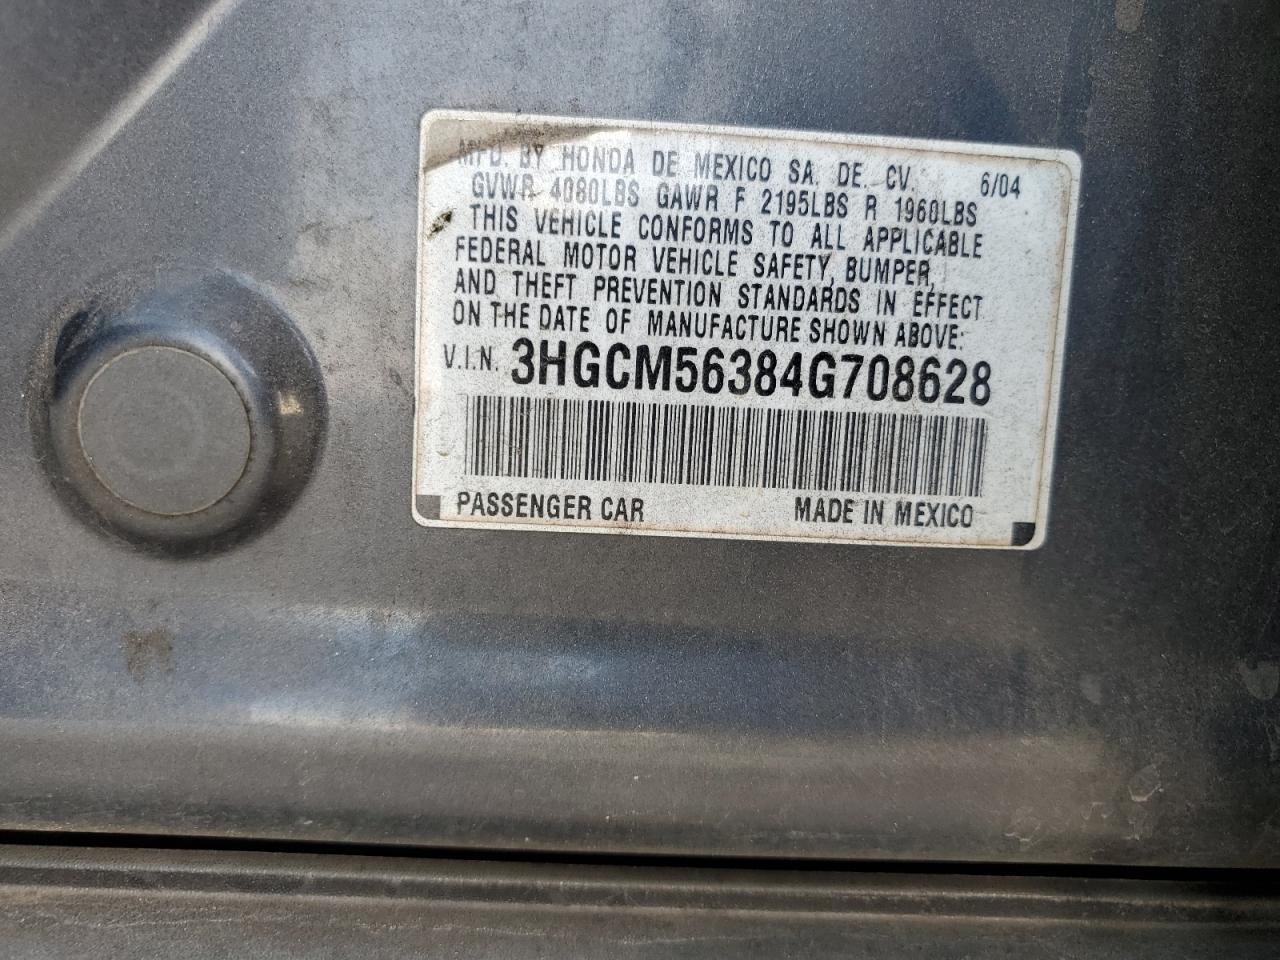 MFD. BY HONDA DE MEXICO SA. DE. CV. 6/04
GVWR 4080LBS GAWR F 2195LBS R 1960LBS
THIS VEHICLE CONFORMS TO ALL APPLICABLE
FEDERAL MOTOR VEHICLE SAFETY, BUMPER,
AND THEFT PREVENTION STANDARDS IN EFFECT
ON THE DATE OF MANUFACTURE SHOWN ABOVE:
V.I.N. 3HGCM56384G708628
PASSENGER CAR MADE IN MEXICO